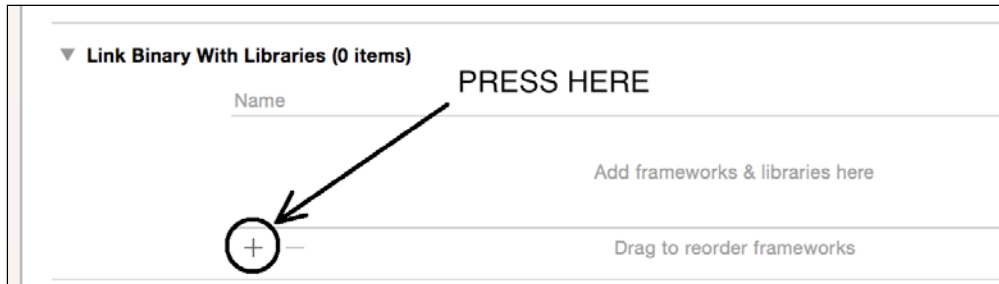 Link Binary With Libraries (0 items)
PRESS HERE
Name
Add frameworks & libraries here
Drag to reorder frameworks